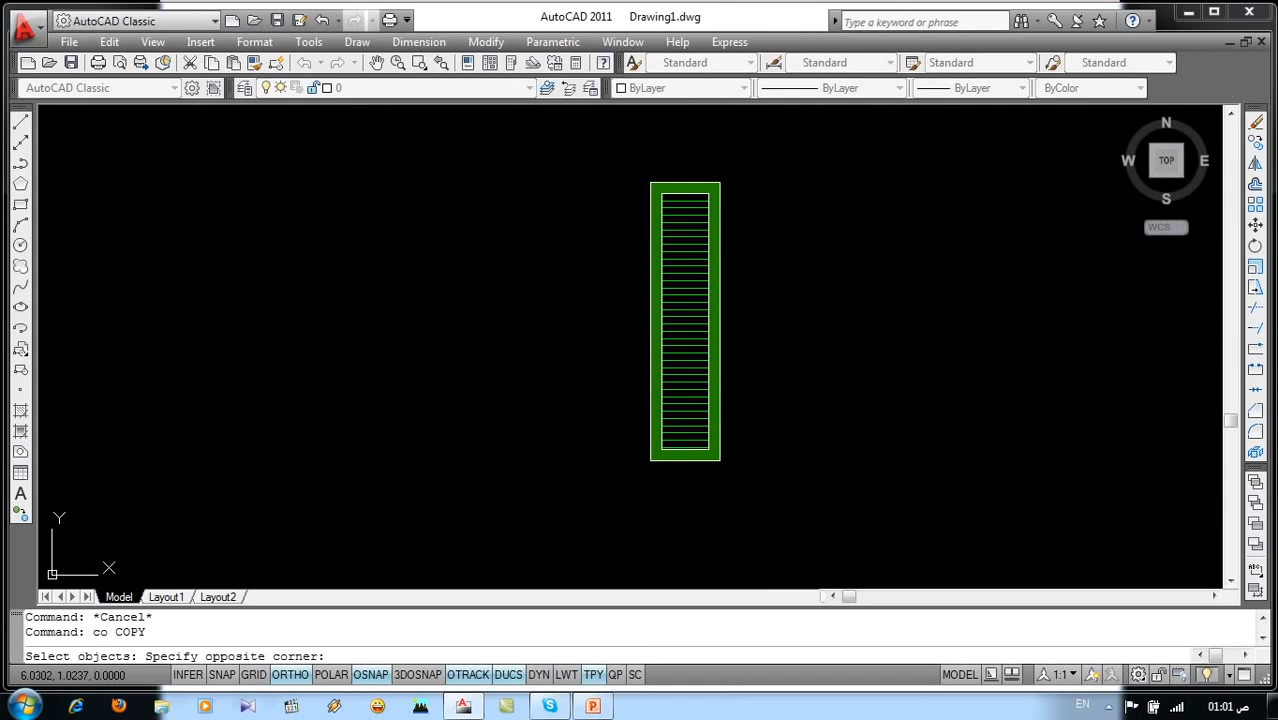 AutoCAD Classic
AutoCAD 2011 Drawing1.dwg
Type a keyword or phrase
File Edit View Insert Format Tools Draw Dimension Modify Parametric Window Help Express
Standard Standard Standard Standard
AutoCAD Classic
0
ByLayer ByLayer ByLayer ByColor
N
W TOP E
S
WCS
A
Y
X
Model Layout1 Layout2
Command: *Cancel*
Command: co COPY
Select objects: Specify opposite corner:
6.0302, 1.0237, 0.0000 INFER SNAP GRID ORTHO POLAR OSNAP 3DOSNAP OTRACK DUCS DYN LWT TPY QP SC MODEL 1:1
EN 01:01 ص